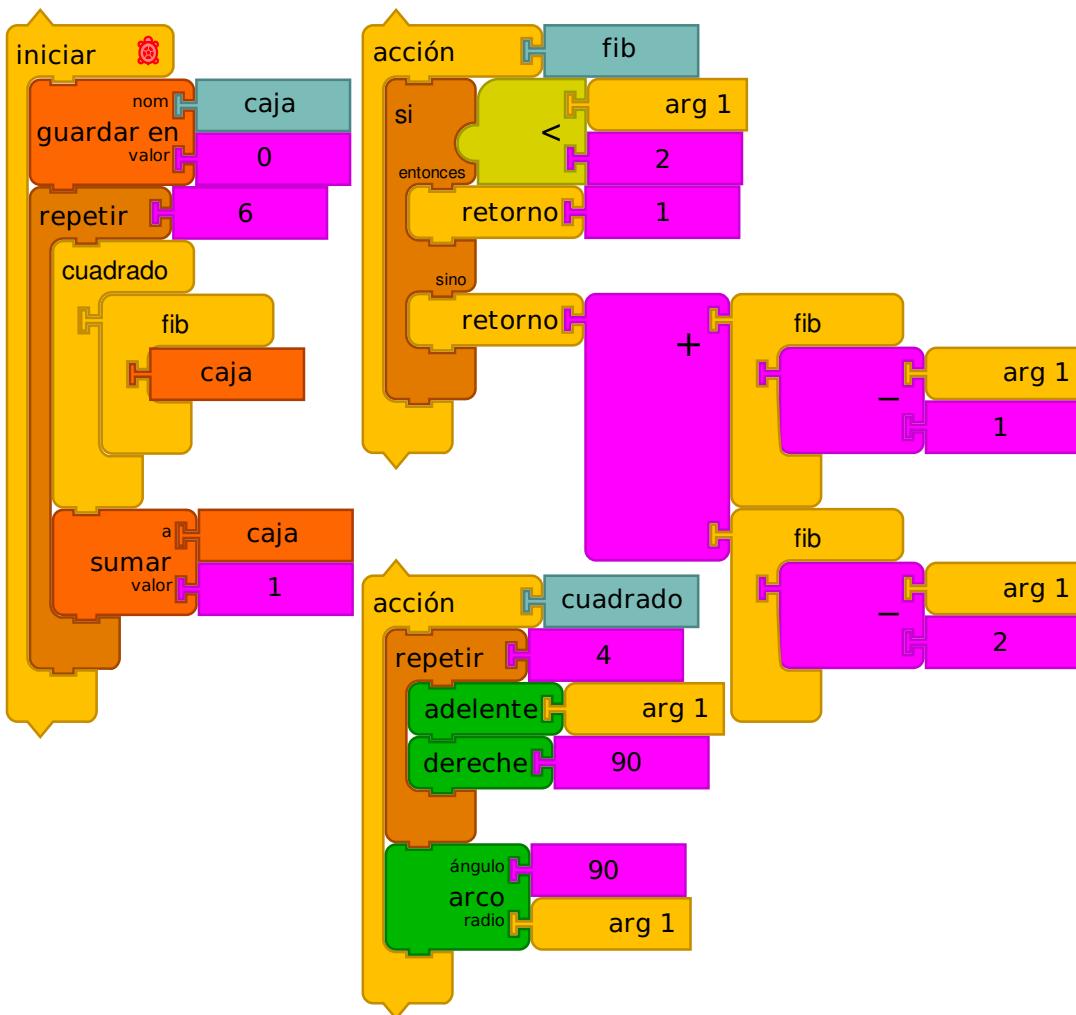 iniciar
nom
caja
guardar en
valor
0
repetir
6
cuadrado
fib
caja
a
caja
sumar
valor
1
acción
fib
si
<
arg 1
2
entonces
retorno
1
sino
retorno
+
fib
arg 1
−
1
fib
arg 1
−
2
acción
cuadrado
repetir
4
adelente
arg 1
dereche
90
ángulo
90
arco
radio
arg 1